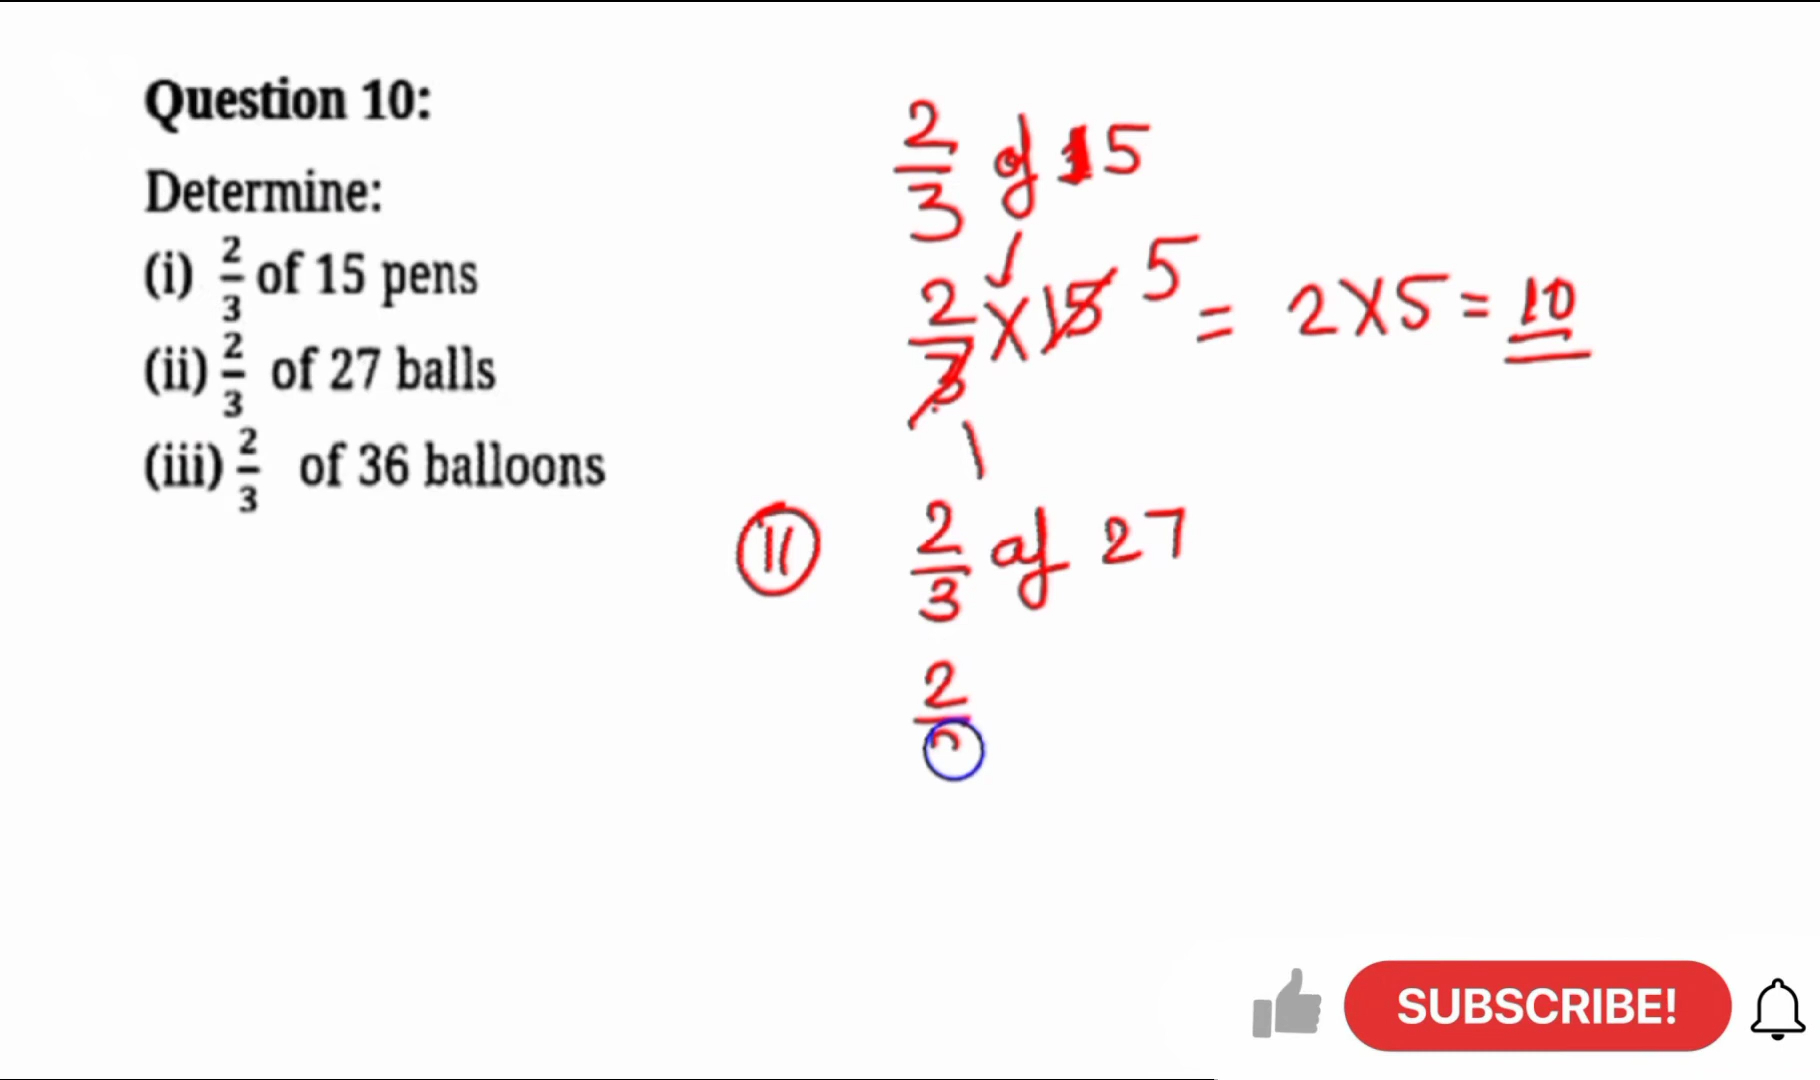 Question 10:
Determine:
(i) 2/3 of 15 pens
(ii) 2/3 of 27 balls
(iii) 2/3 of 36 balloons
2/3 of 15
2/3 × 15 5 = 2 × 5 = 10
1
(11) 2/3 of 27
2
SUBSCRIBE!